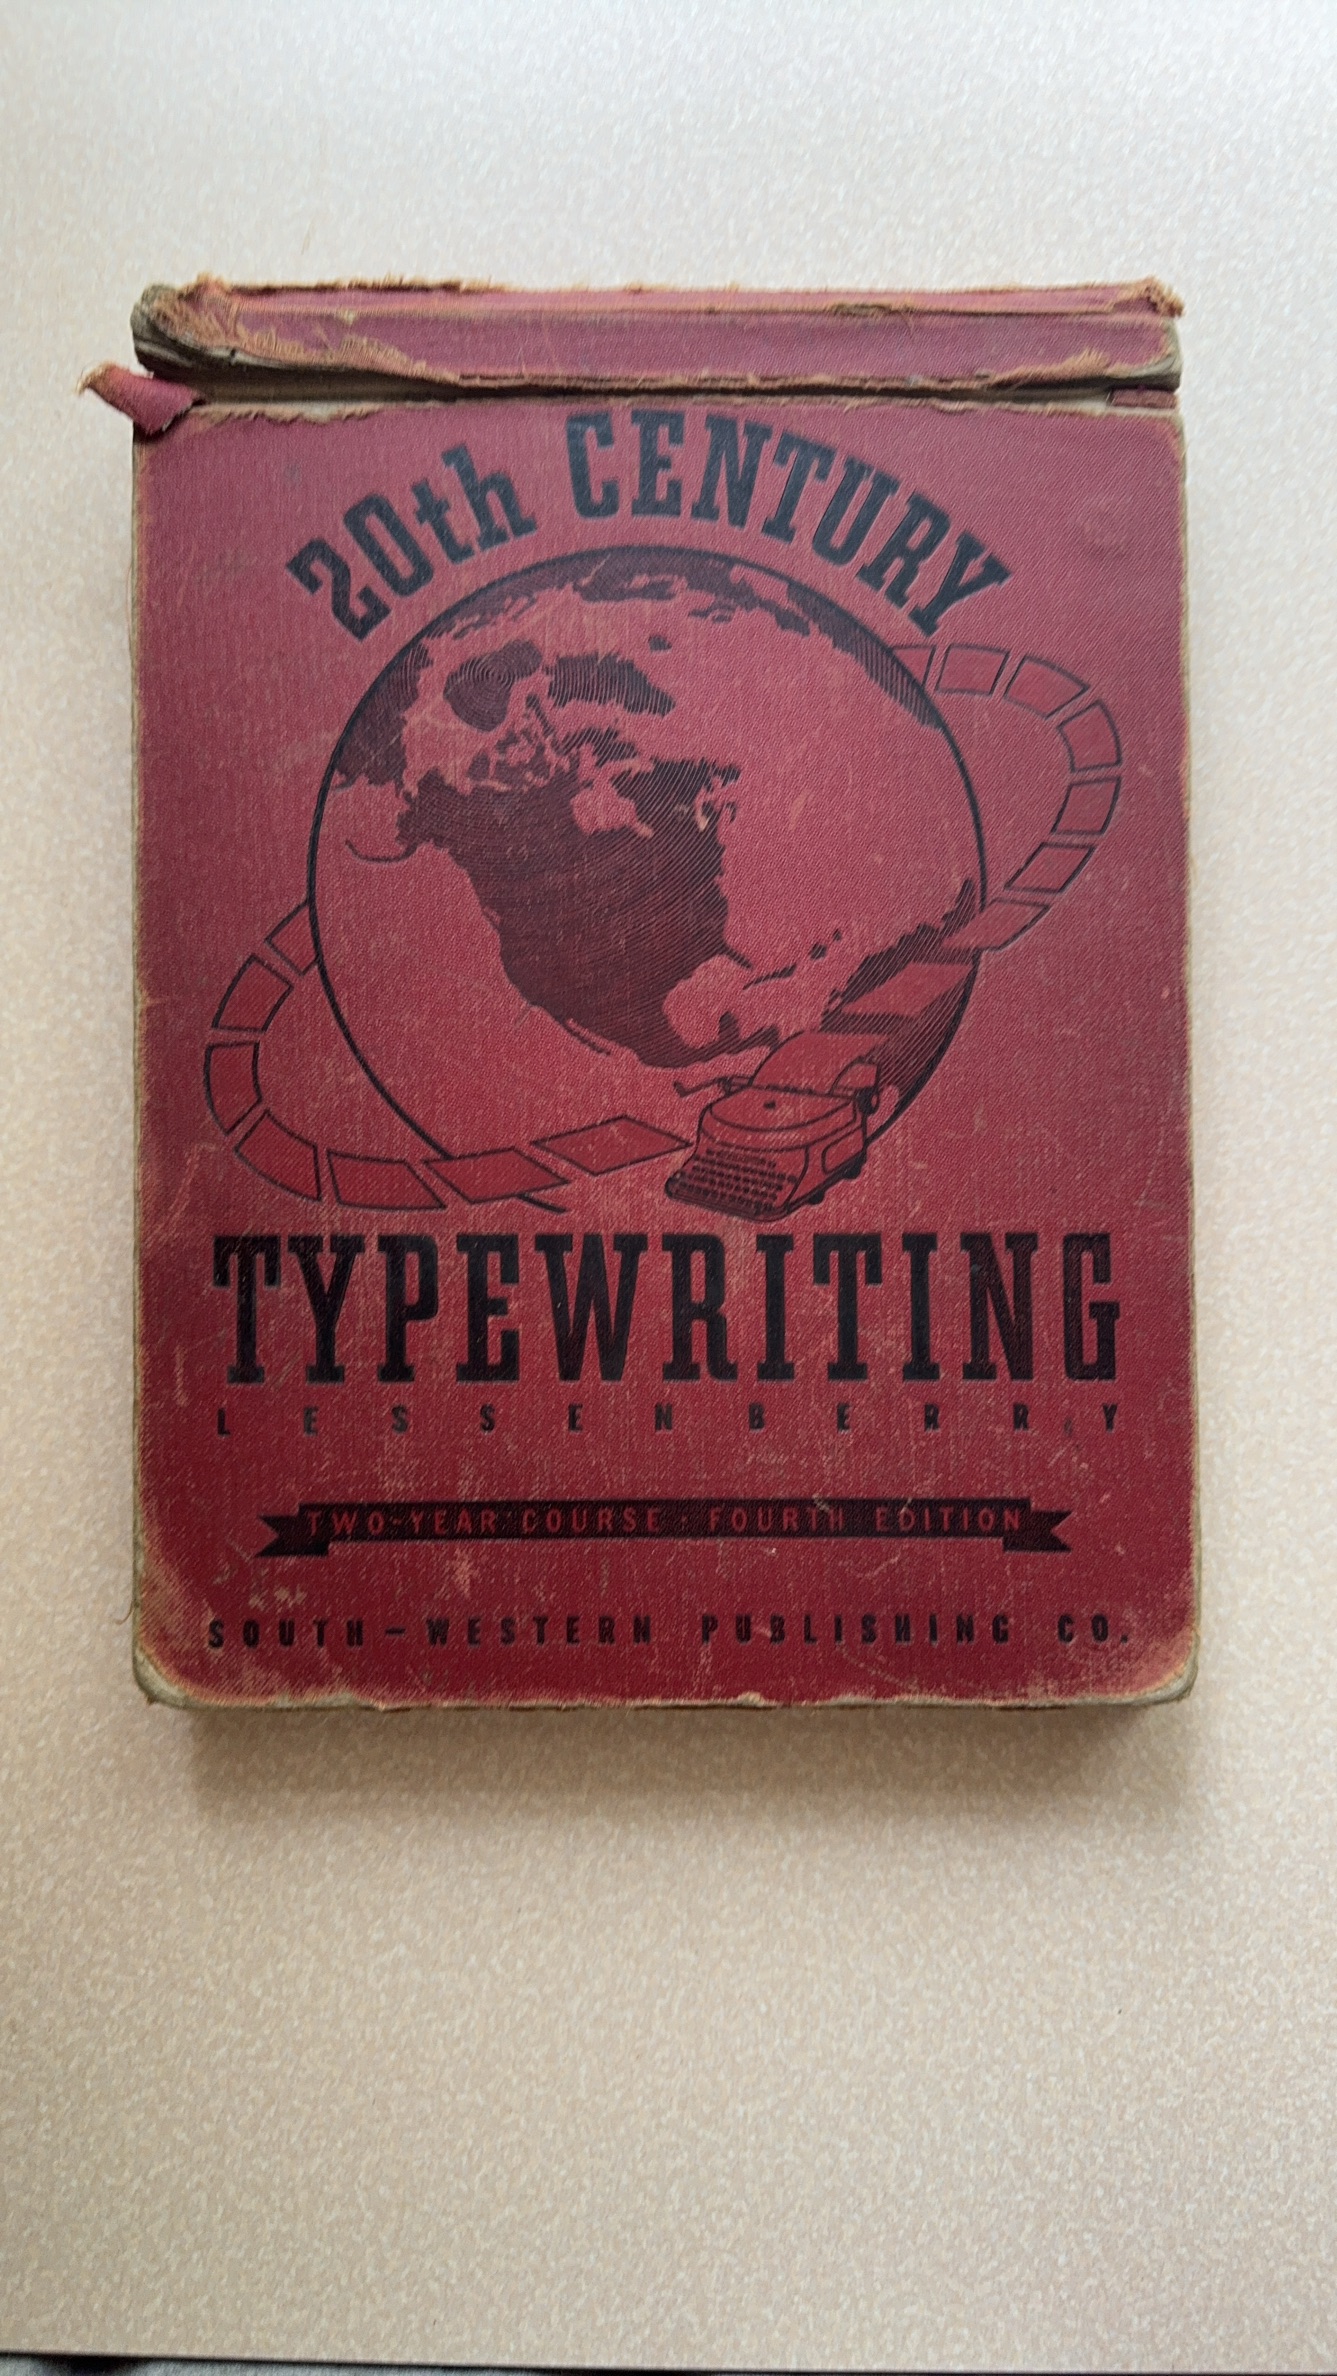 20th CENTURY
TYPEWRITING
LESSENBERRY
TWO-YEAR COURSE · FOURTH EDITION
SOUTH-WESTERN PUBLISHING CO.